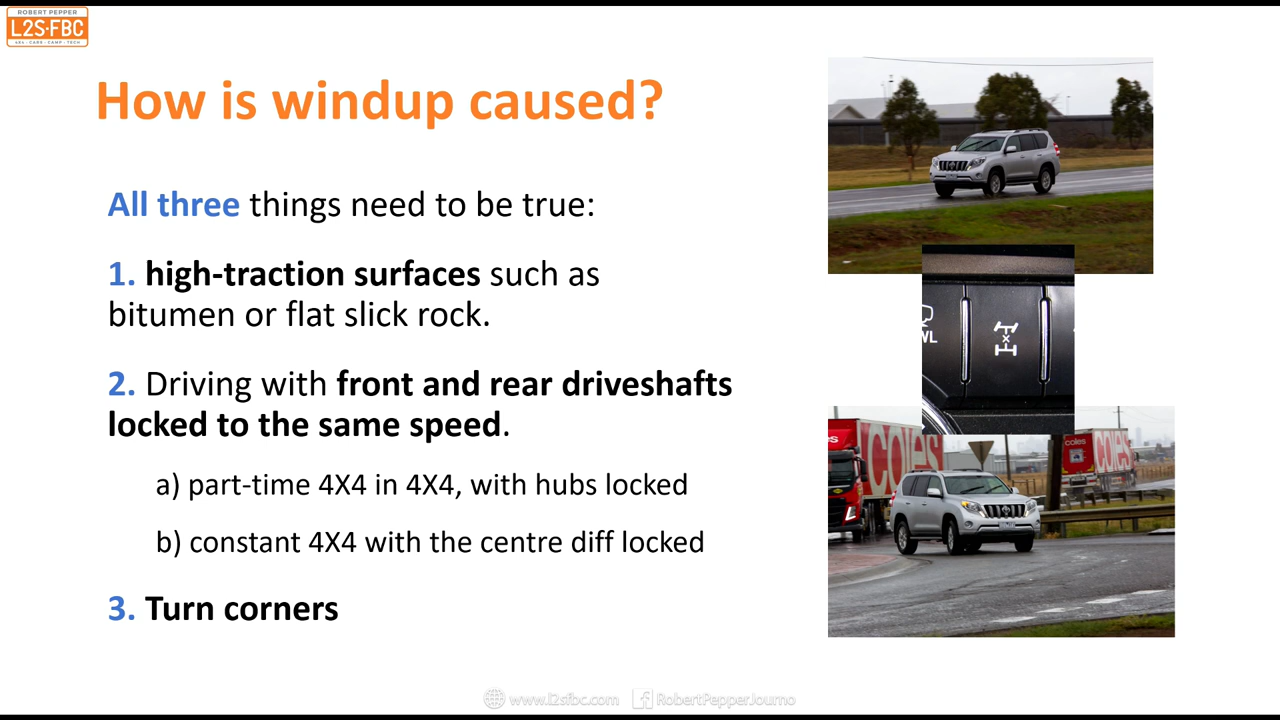 ROBERT PEPPER
L2S·FBC
4X4 · CARS · CAMP · TECH
How is windup caused?
All three things need to be true:
1. high-traction surfaces such as
bitumen or flat slick rock.
2. Driving with front and rear driveshafts
locked to the same speed.
a) part-time 4X4 in 4X4, with hubs locked
b) constant 4X4 with the centre diff locked
3. Turn corners
WL
es
coles
coles
www.l2sfbc.com
RobertPepperJourno